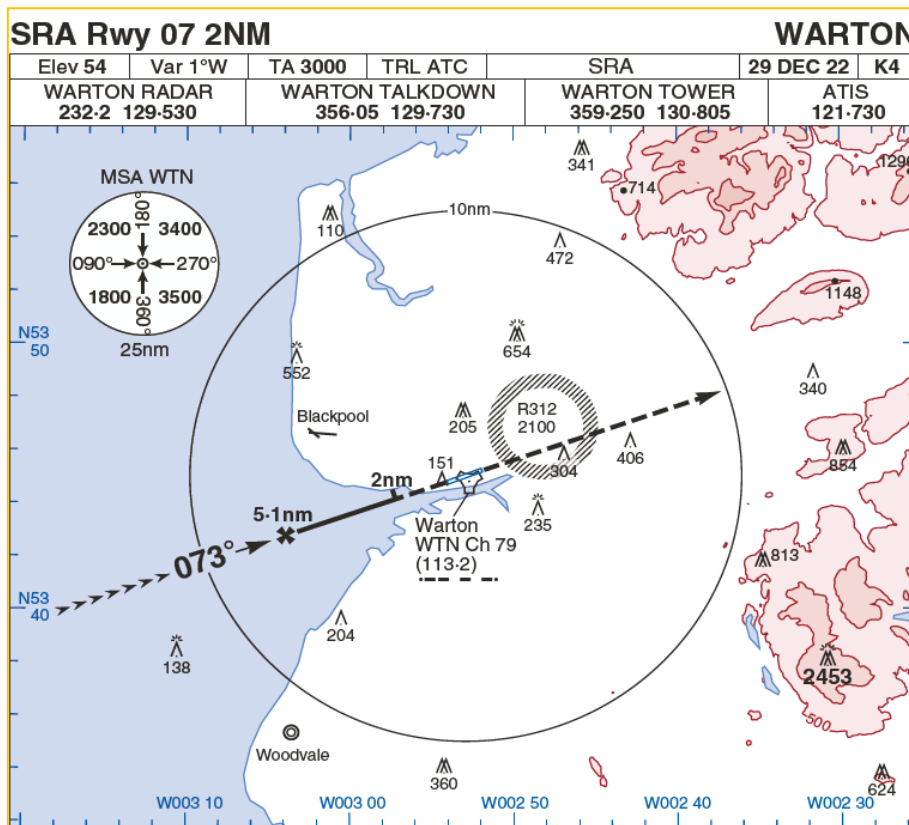 SRA Rwy 07 2NM
WARTON
Elev 54
Var 1°W
TA 3000
TRL ATC
SRA
29 DEC 22
K4
WARTON RADAR
232·2 129·530
WARTON TALKDOWN
356·05 129·730
WARTON TOWER
359·250 130·805
ATIS
121·730
MSA WTN
180°
2300 3400
090° 270°
1800 3500
360°
25nm
10nm
341
714
1290
110
472
1148
N53
50
654
552
340
Blackpool
205
R312
2100
406
304
854
151
2nm
5·1nm
235
Warton
WTN Ch 79
(113·2)
073°
813
N53
40
204
138
2453
500
Woodvale
360
624
W003 10
W003 00
W002 50
W002 40
W002 30